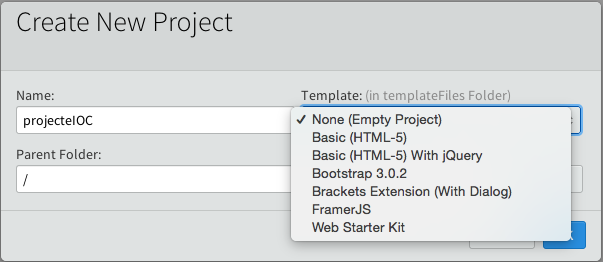 Create New Project
Name:
Template: (in templateFiles Folder)
projecteIOC
✓ None (Empty Project)
Basic (HTML-5)
Basic (HTML-5) With jQuery
Bootstrap 3.0.2
Brackets Extension (With Dialog)
FramerJS
Web Starter Kit
Parent Folder:
/